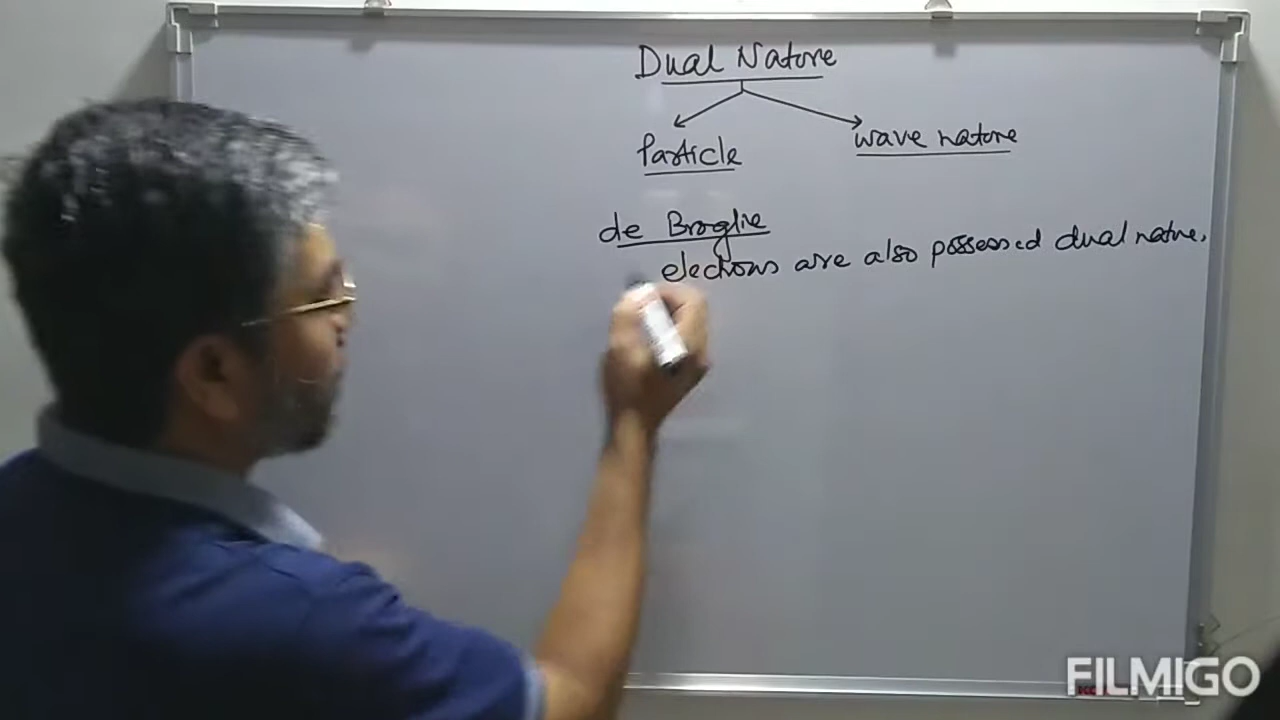 Dual Nature
Particle
wave nature
de Broglie
electrons are also possessed dual nature.
FILMIGO